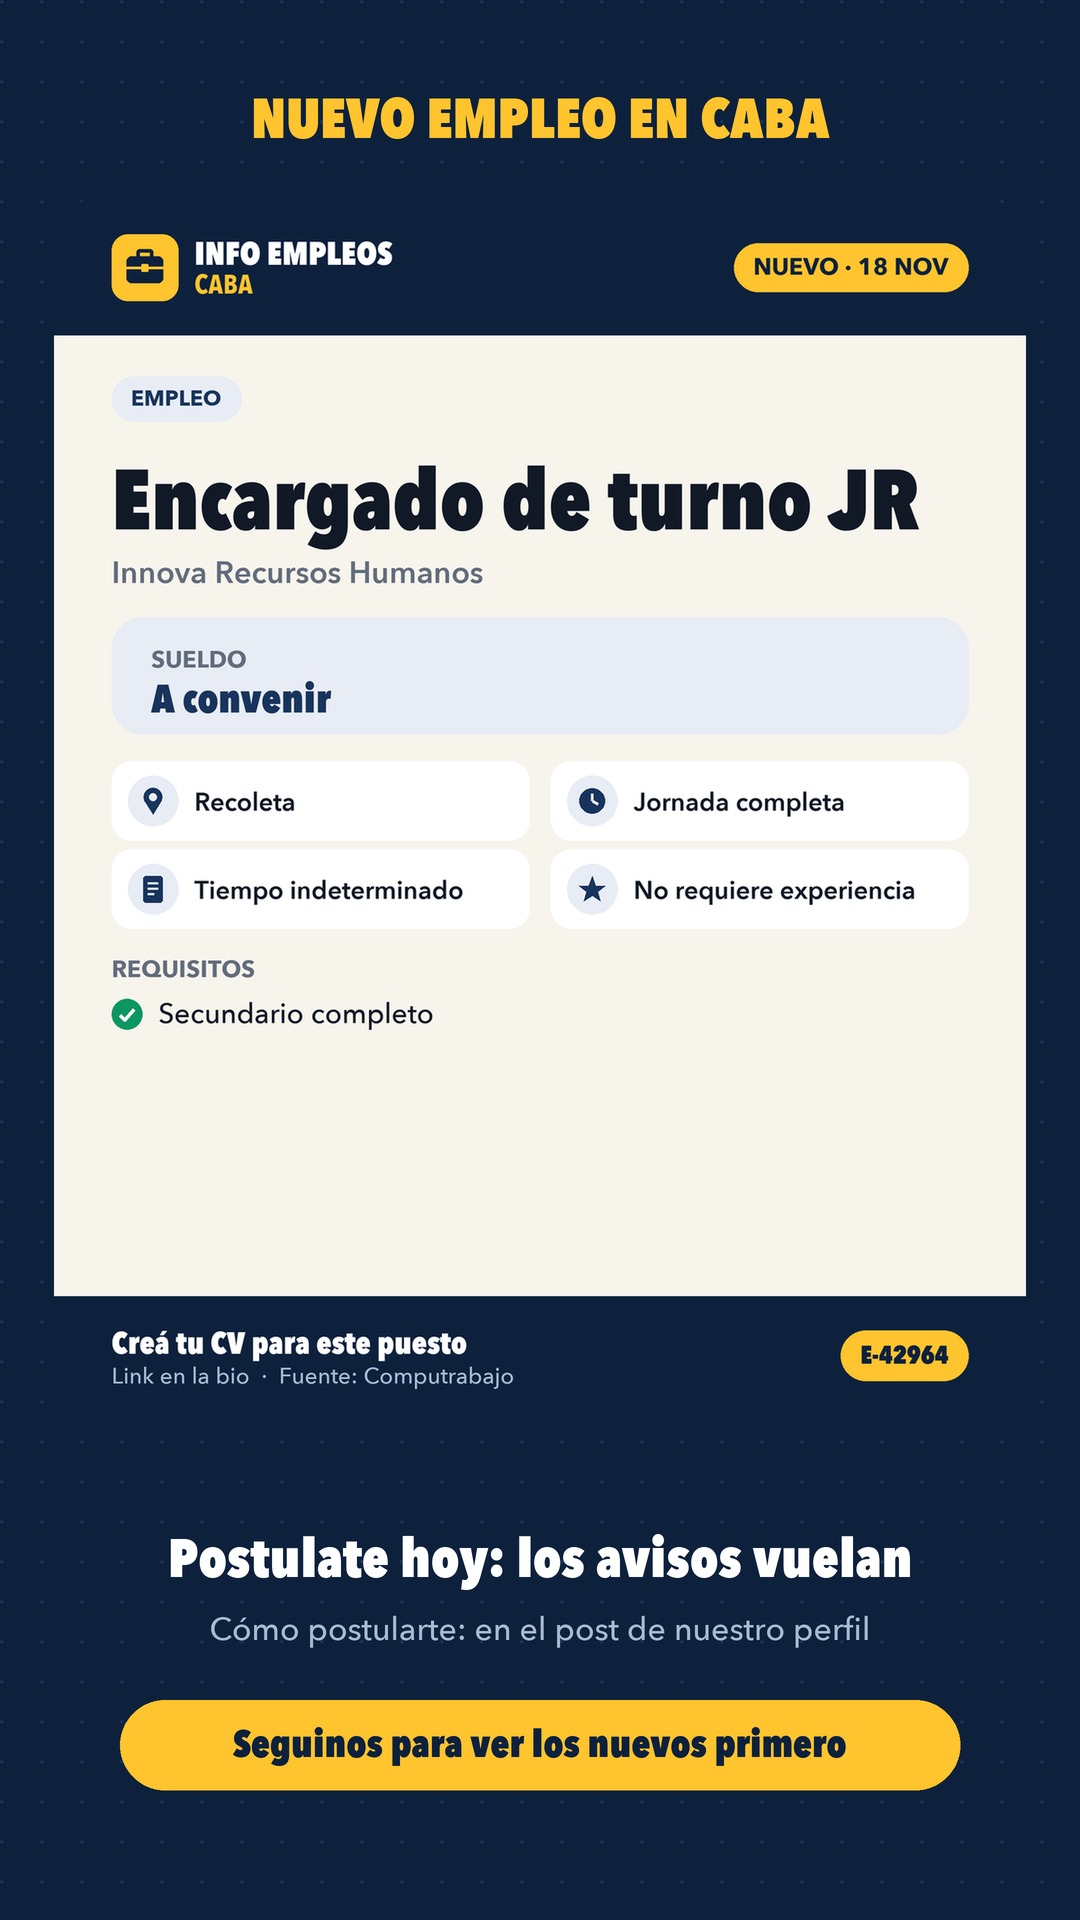 NUEVO EMPLEO EN CABA
INFO EMPLEOS
CABA
NUEVO · 18 NOV
EMPLEO
Encargado de turno JR
Innova Recursos Humanos
SUELDO
A convenir
Recoleta
Jornada completa
Tiempo indeterminado
No requiere experiencia
REQUISITOS
Secundario completo
Creá tu CV para este puesto
Link en la bio · Fuente: Computrabajo
E-42964
Postulate hoy: los avisos vuelan
Cómo postularte: en el post de nuestro perfil
Seguinos para ver los nuevos primero